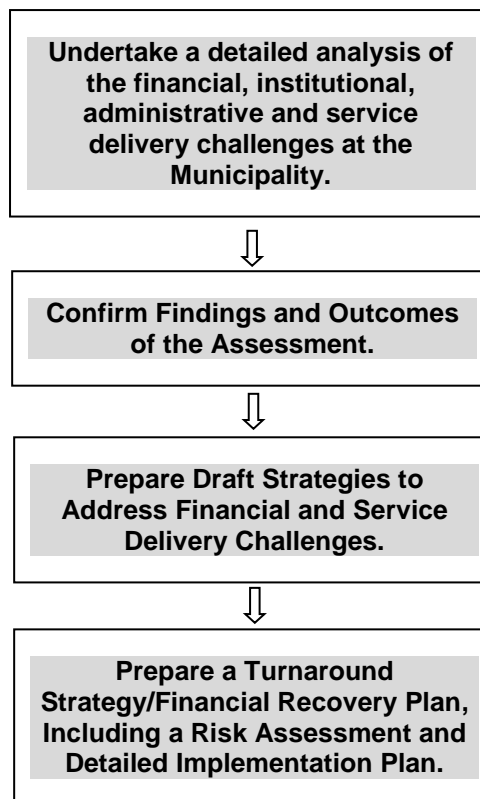 Undertake a detailed analysis of
the financial, institutional,
administrative and service
delivery challenges at the
Municipality.
Confirm Findings and Outcomes
of the Assessment.
Prepare Draft Strategies to
Address Financial and Service
Delivery Challenges.
Prepare a Turnaround
Strategy/Financial Recovery Plan,
Including a Risk Assessment and
Detailed Implementation Plan.